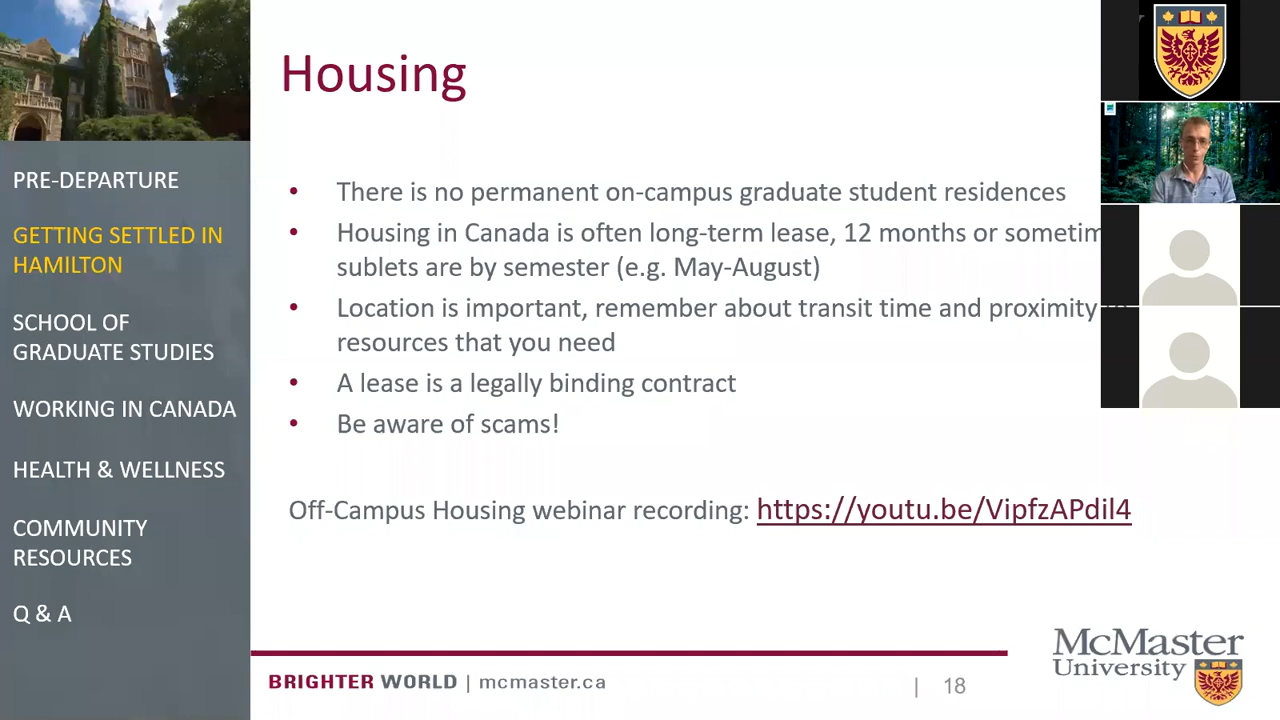 Housing
PRE-DEPARTURE
GETTING SETTLED IN
HAMILTON
SCHOOL OF
GRADUATE STUDIES
WORKING IN CANADA
HEALTH & WELLNESS
COMMUNITY
RESOURCES
Q & A
• There is no permanent on-campus graduate student residences
• Housing in Canada is often long-term lease, 12 months or sometim
sublets are by semester (e.g. May-August)
• Location is important, remember about transit time and proximity
resources that you need
• A lease is a legally binding contract
• Be aware of scams!
Off-Campus Housing webinar recording: https://youtu.be/VipfzAPdil4
BRIGHTER WORLD | mcmaster.ca
| 18
McMaster
University